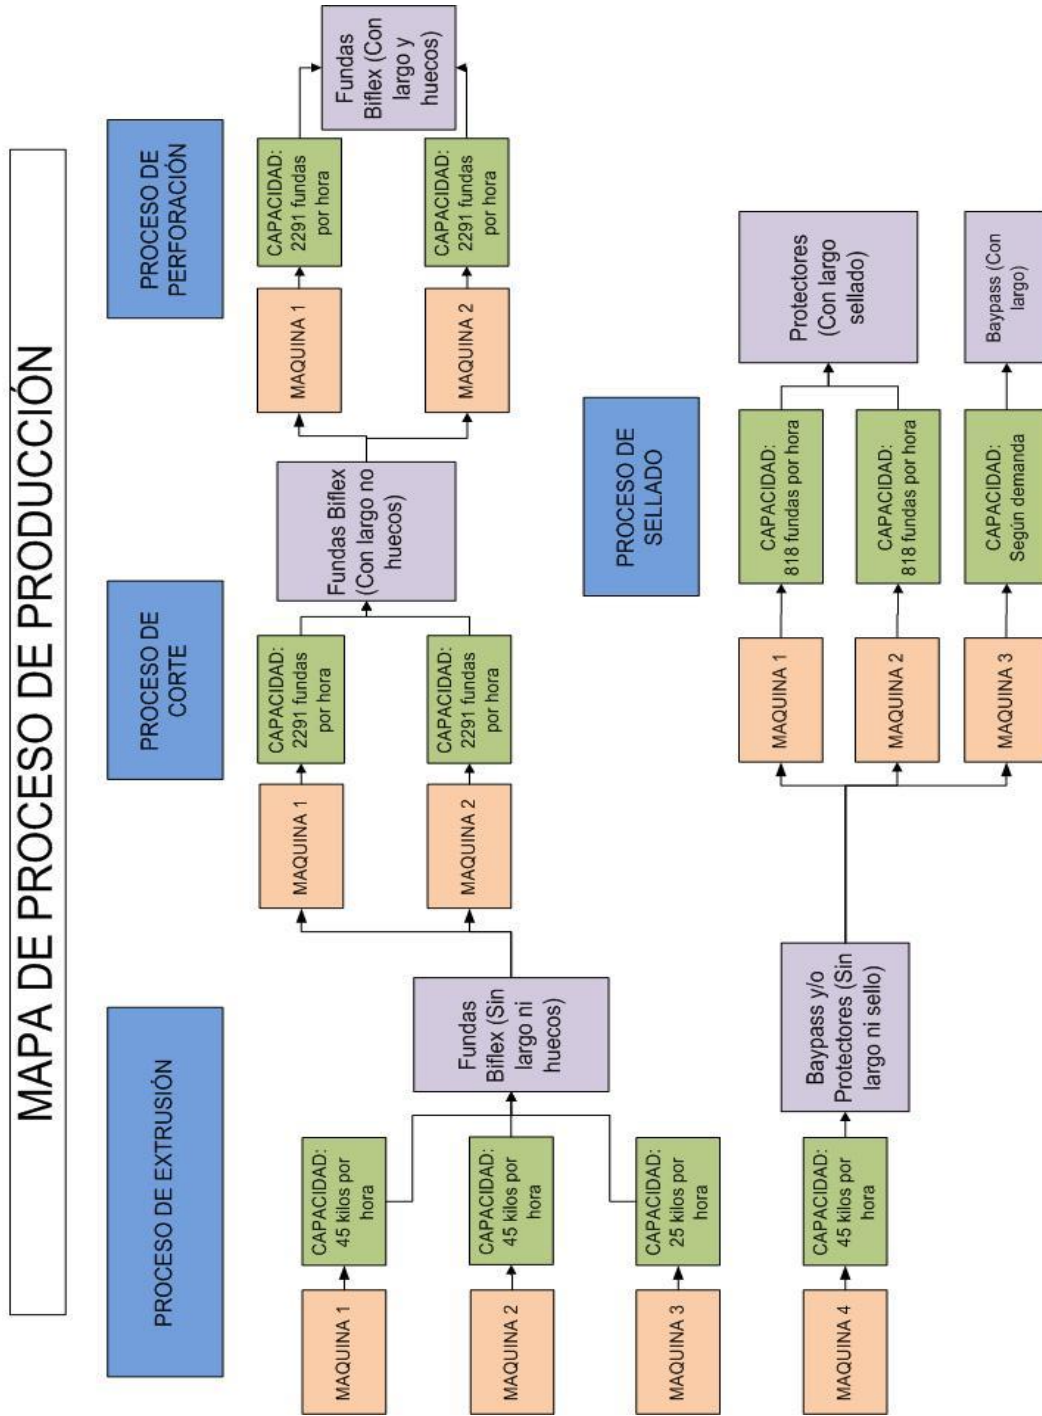 MAPA DE PROCESO DE PRODUCCIÓN
PROCESO DE EXTRUSIÓN
PROCESO DE
CORTE
PROCESO DE
PERFORACIÓN
MAQUINA 1
CAPACIDAD:
45 kilos por
hora
MAQUINA 2
CAPACIDAD:
45 kilos por
hora
MAQUINA 3
CAPACIDAD:
25 kilos por
hora
Fundas
Biflex (Sin
largo ni
huecos)
MAQUINA 1
CAPACIDAD:
2291 fundas
por hora
MAQUINA 2
CAPACIDAD:
2291 fundas
por hora
Fundas Biflex
(Con largo no
huecos)
MAQUINA 1
CAPACIDAD:
2291 fundas
por hora
MAQUINA 2
CAPACIDAD:
2291 fundas
por hora
Fundas
Biflex (Con
largo y
huecos)
PROCESO DE
SELLADO
MAQUINA 4
CAPACIDAD:
45 kilos por
hora
Baypass y/o
Protectores (Sin
largo ni sello)
MAQUINA 1
CAPACIDAD:
818 fundas por hora
MAQUINA 2
CAPACIDAD:
818 fundas por hora
Protectores
(Con largo
sellado)
MAQUINA 3
CAPACIDAD:
Según demanda
Baypass (Con
largo)